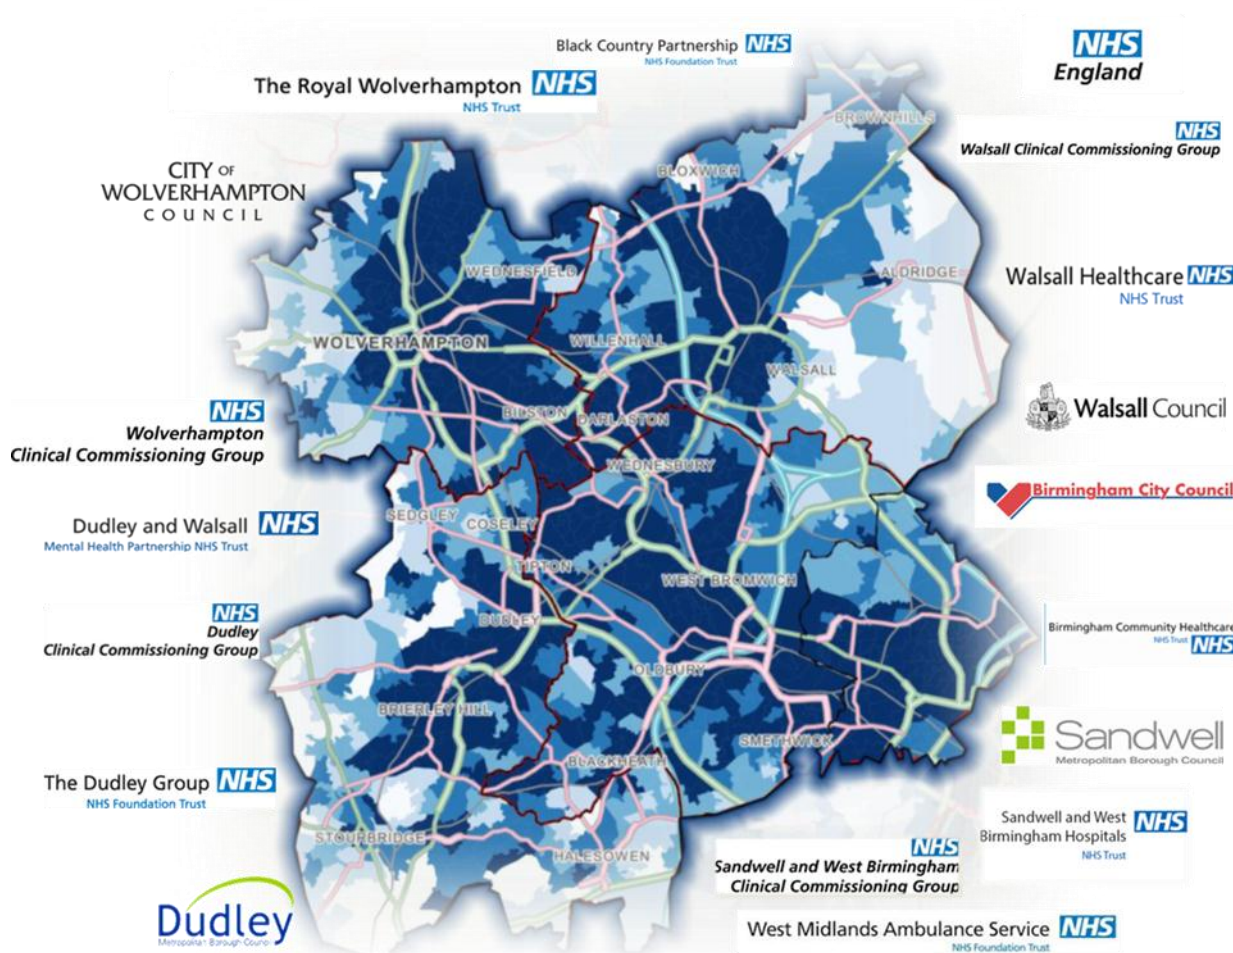 Black Country Partnership NHS
NHS Foundation Trust
NHS
England
The Royal Wolverhampton NHS
NHS Trust
BROWNHILLS
NHS
Walsall Clinical Commissioning Group
CITY OF
WOLVERHAMPTON
COUNCIL
BLOXWICH
WEDNESFIELD
ALDRIDGE
Walsall Healthcare NHS
NHS Trust
WOLVERHAMPTON
WILLENHALL
WALSALL
BILSTON
DARLASTON
Walsall Council
NHS
Wolverhampton
Clinical Commissioning Group
WEDNESBURY
Birmingham City Council
SEDGLEY
COSELEY
Dudley and Walsall NHS
Mental Health Partnership NHS Trust
TIPTON
WEST BROMWICH
NHS
Dudley
Clinical Commissioning Group
DUDLEY
Birmingham Community Healthcare
NHS Trust NHS
OLDBURY
BRIERLEY HILL
SMETHWICK
Sandwell
Metropolitan Borough Council
BLACKHEATH
The Dudley Group NHS
NHS Foundation Trust
STOURBRIDGE
HALESOWEN
Sandwell and West
Birmingham Hospitals NHS
NHS Trust
NHS
Sandwell and West Birmingham
Clinical Commissioning Group
Dudley
Metropolitan Borough Council
West Midlands Ambulance Service NHS
NHS Foundation Trust